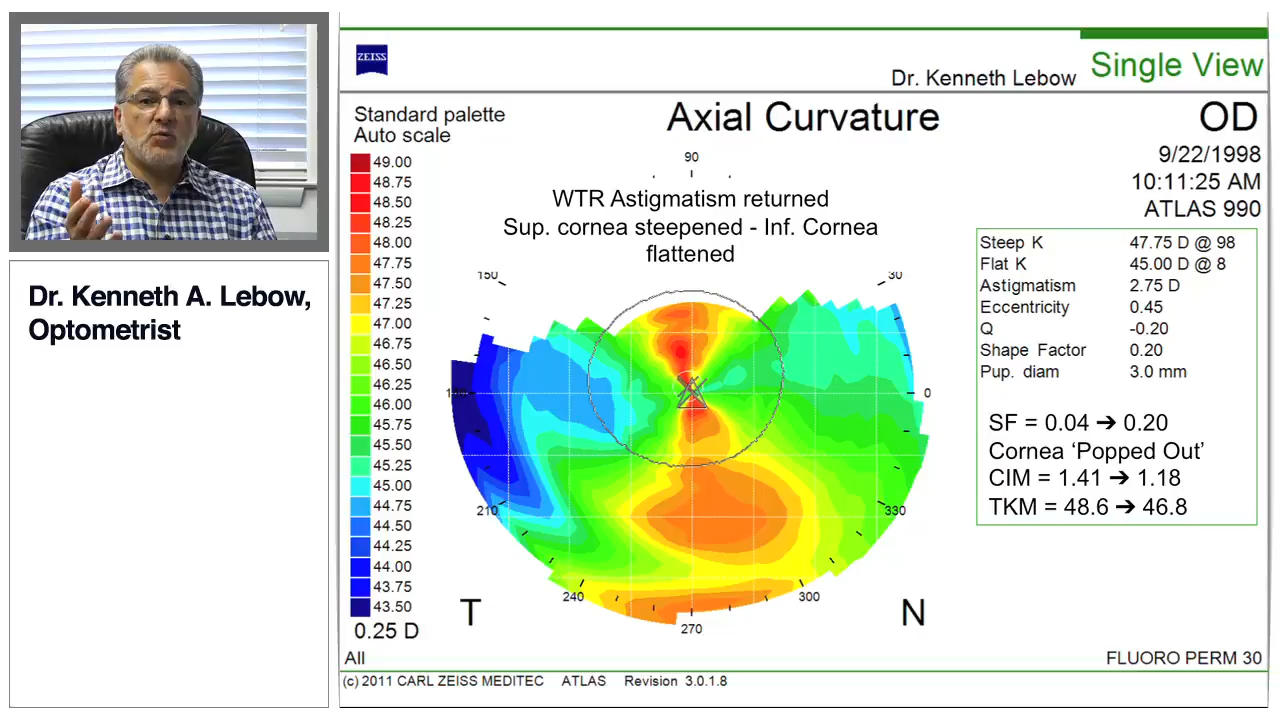 Dr. Kenneth A. Lebow,
Optometrist
ZEISS
Dr. Kenneth Lebow
Single View
Standard palette
Auto scale
Axial Curvature
OD
9/22/1998
10:11:25 AM
ATLAS 990
49.00
48.75
48.50
48.25
48.00
47.75
47.50
47.25
47.00
46.75
46.50
46.25
46.00
45.75
45.50
45.25
45.00
44.75
44.50
44.25
44.00
43.75
43.50
0.25 D
90
WTR Astigmatism returned
Sup. cornea steepened - Inf. Cornea
flattened
150
30
180
0
210
330
240
300
270
T
N
Steep K 47.75 D @ 98
Flat K 45.00 D @ 8
Astigmatism 2.75 D
Eccentricity 0.45
Q -0.20
Shape Factor 0.20
Pup. diam 3.0 mm
SF = 0.04 ➔ 0.20
Cornea ‘Popped Out’
CIM = 1.41 ➔ 1.18
TKM = 48.6 ➔ 46.8
All
FLUORO PERM 30
(c) 2011 CARL ZEISS MEDITEC ATLAS Revision 3.0.1.8